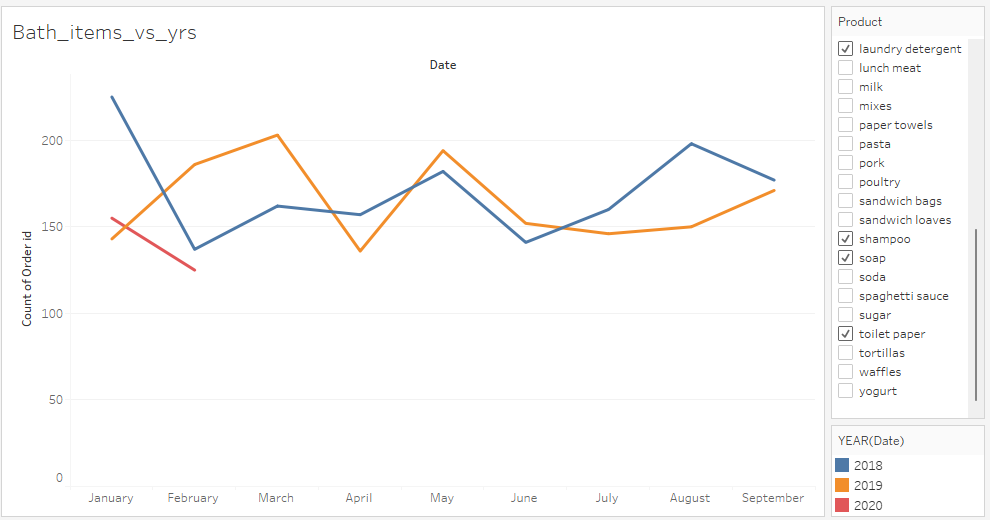 Bath_items_vs_yrs
Date
Count of Order id
200
150
100
50
0
January February March April May June July August September
Product
laundry detergent
lunch meat
milk
mixes
paper towels
pasta
pork
poultry
sandwich bags
sandwich loaves
shampoo
soap
soda
spaghetti sauce
sugar
toilet paper
tortillas
waffles
yogurt
YEAR(Date)
2018
2019
2020